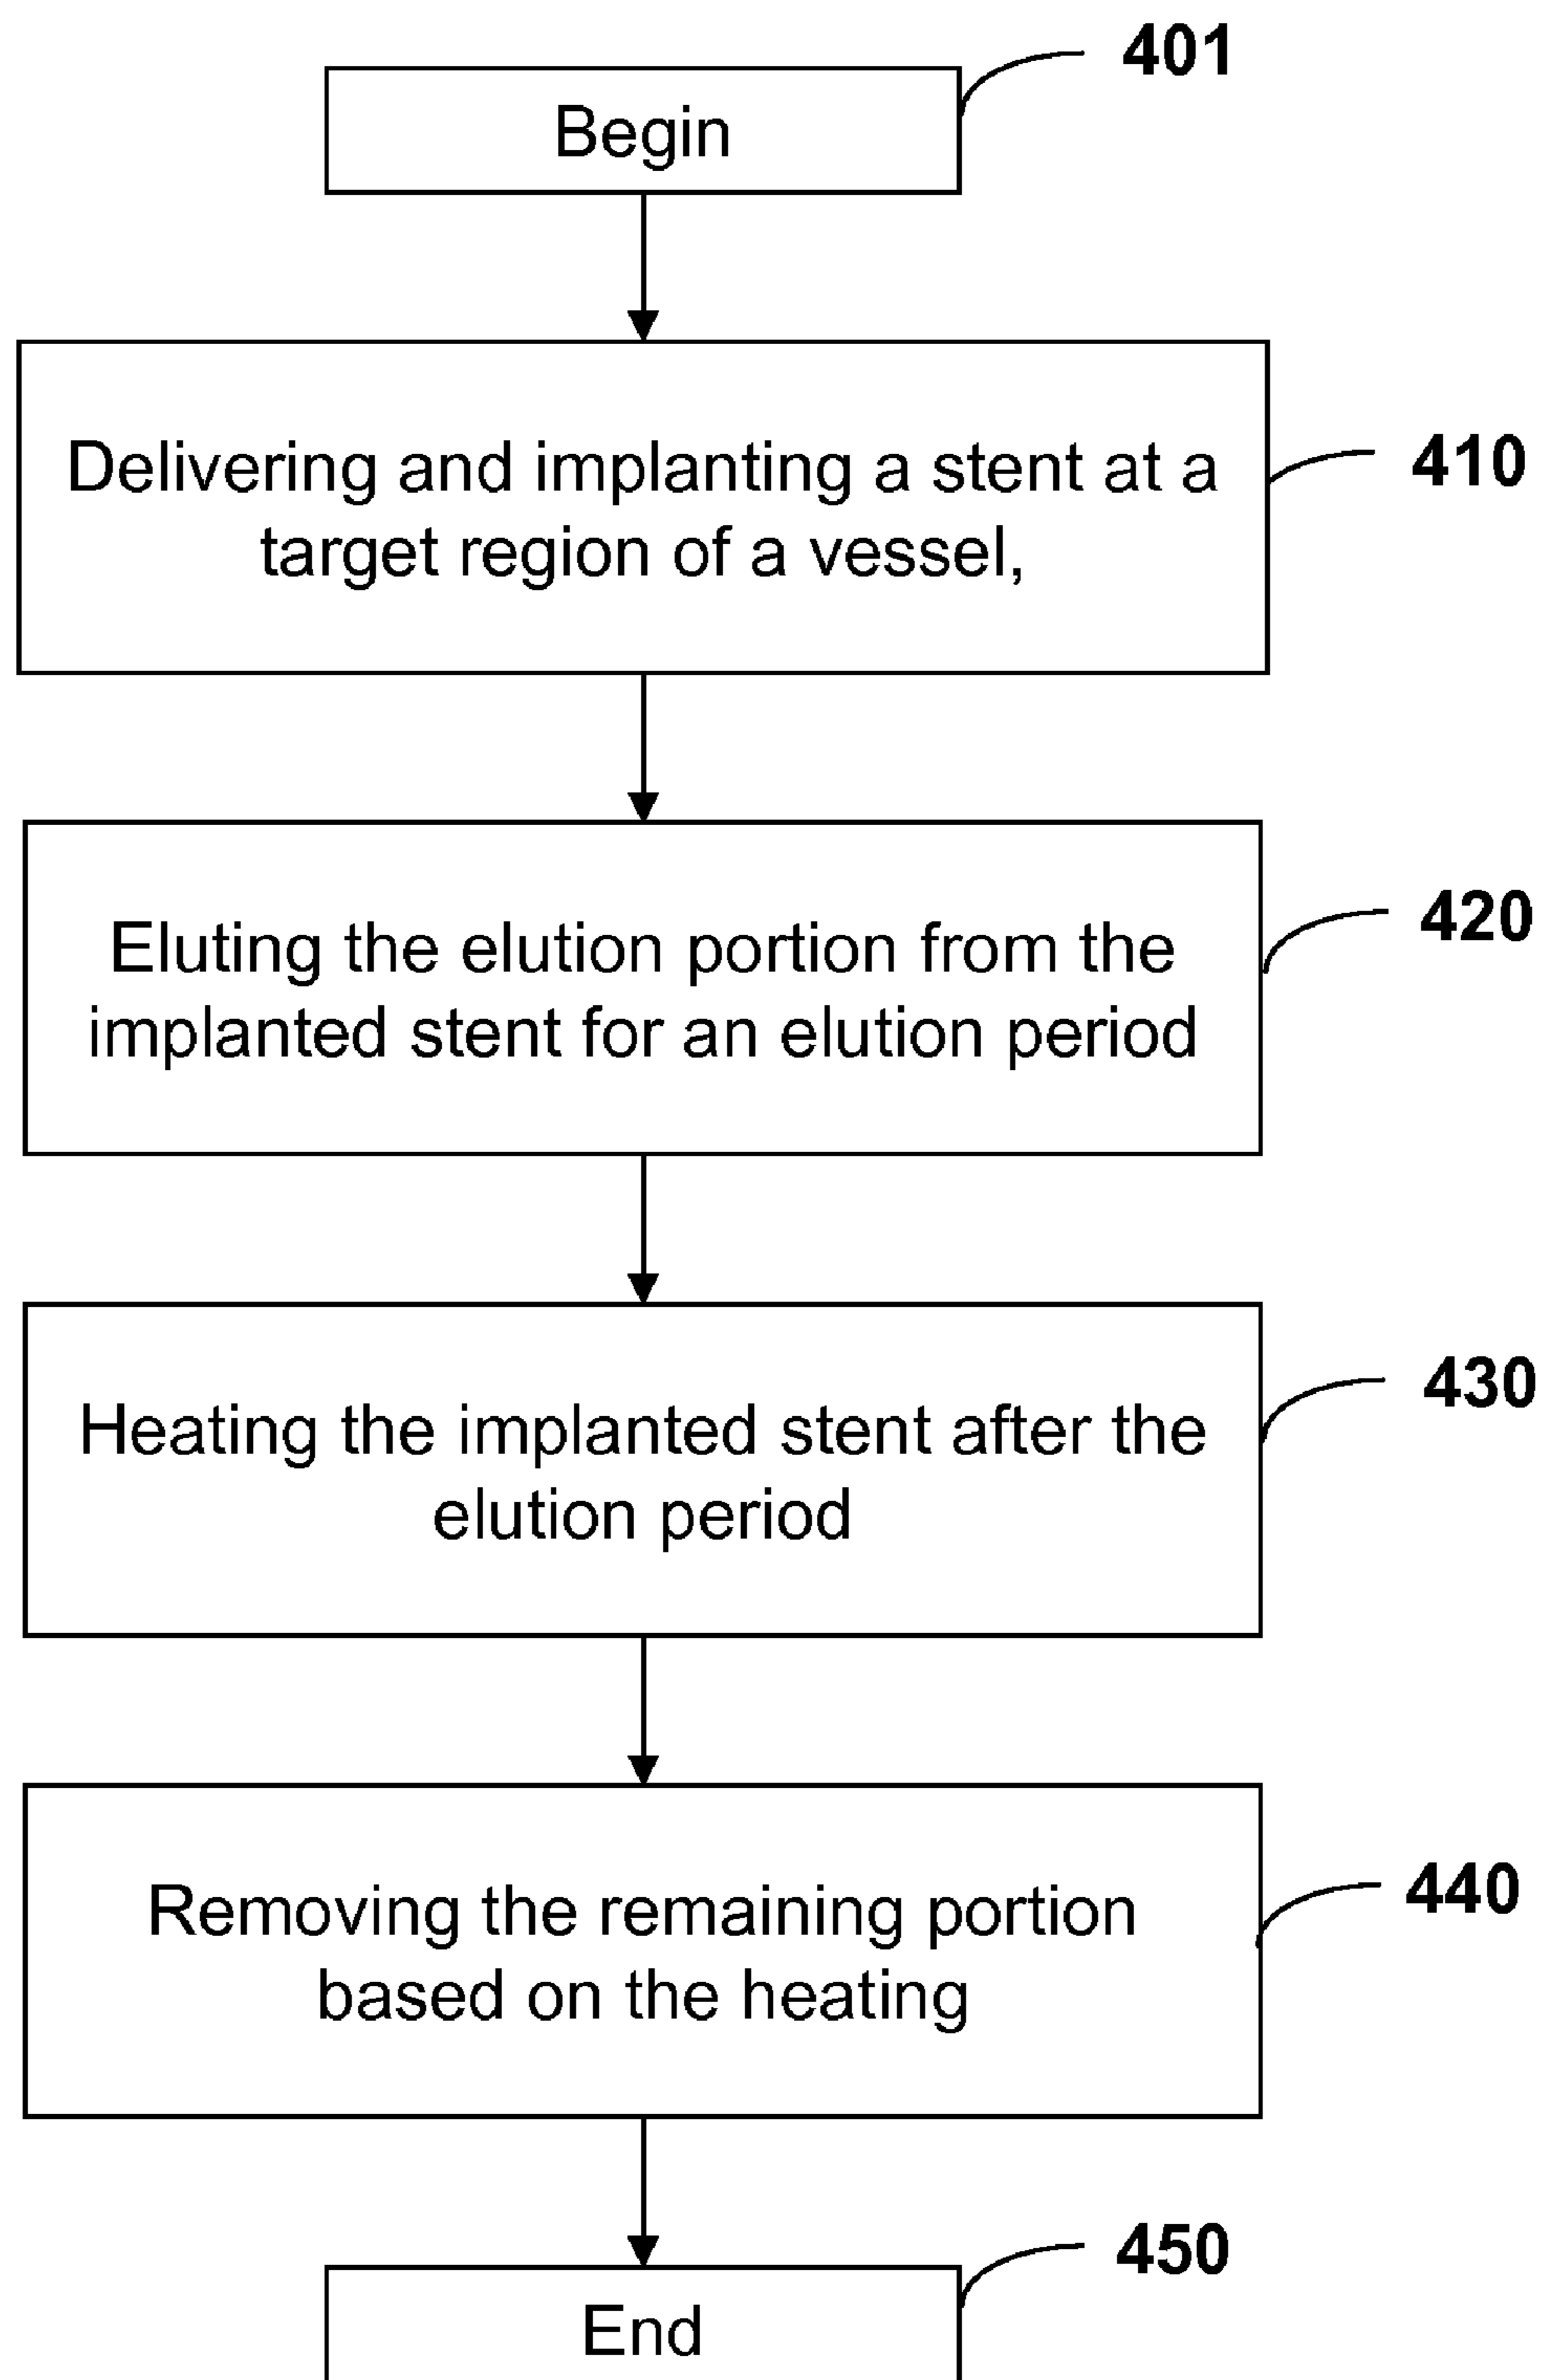 401
Begin
410
Delivering and implanting a stent at a
target region of a vessel,
420
Eluting the elution portion from the
implanted stent for an elution period
430
Heating the implanted stent after the
elution period
440
Removing the remaining portion
based on the heating
450
End